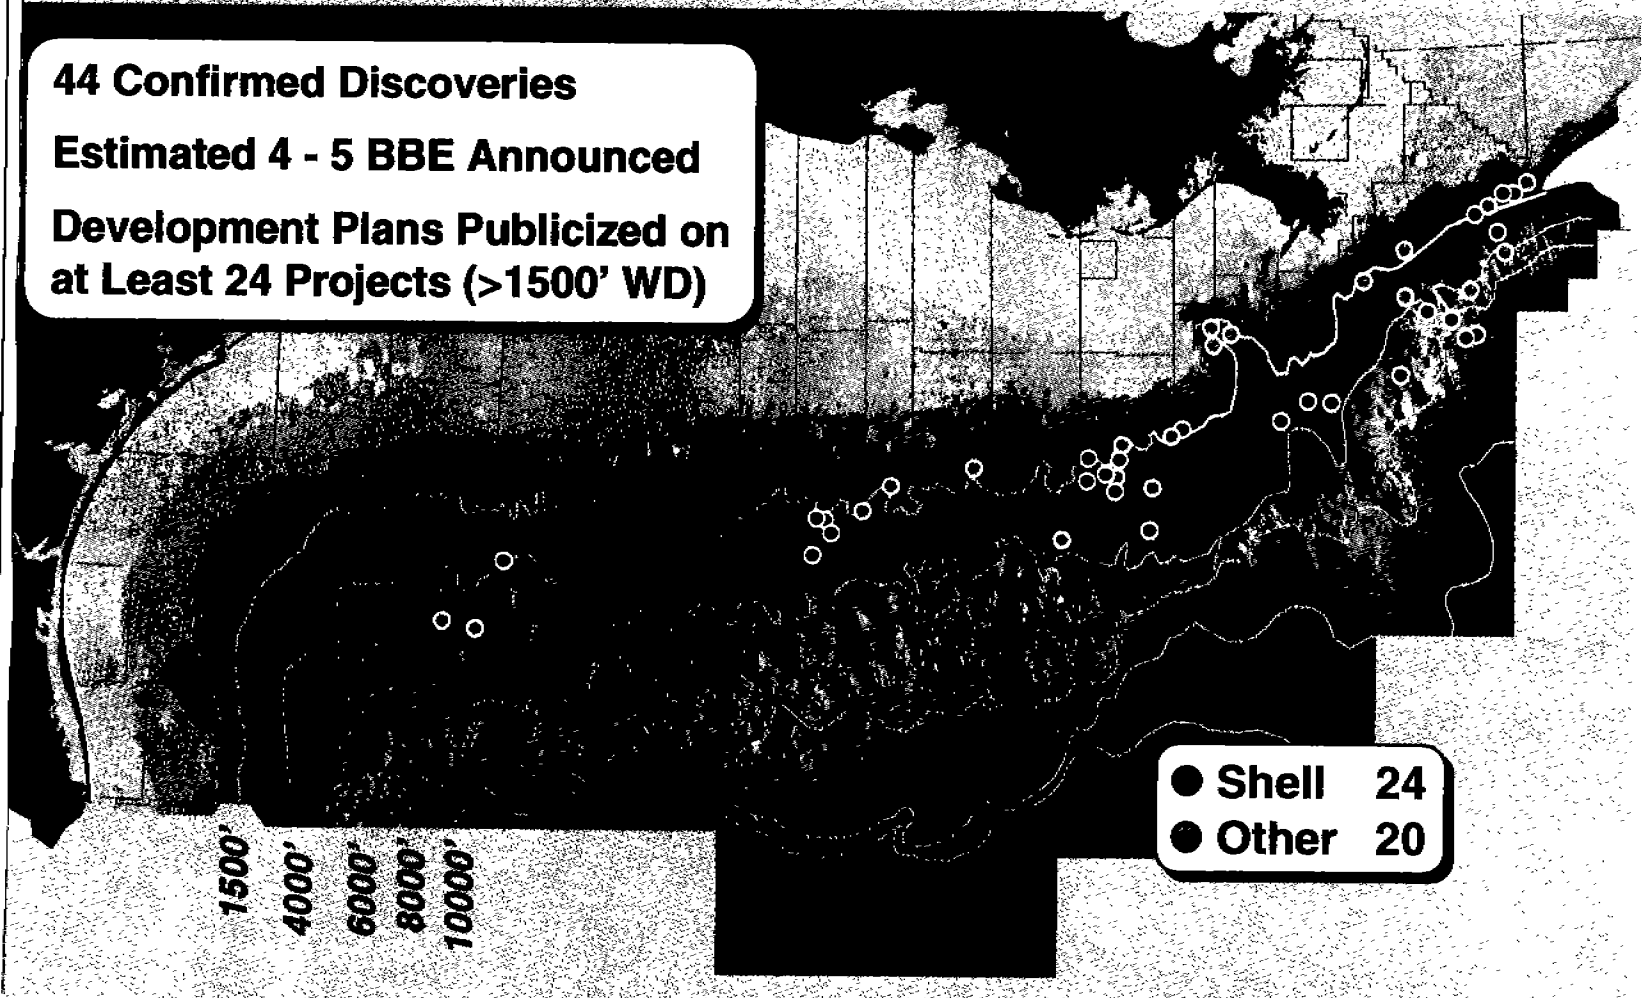 44 Confirmed Discoveries
Estimated 4 - 5 BBE Announced
Development Plans Publicized on
at Least 24 Projects (>1500' WD)
Shell 24
Other 20
1500'
4000'
6000'
8000'
10000'